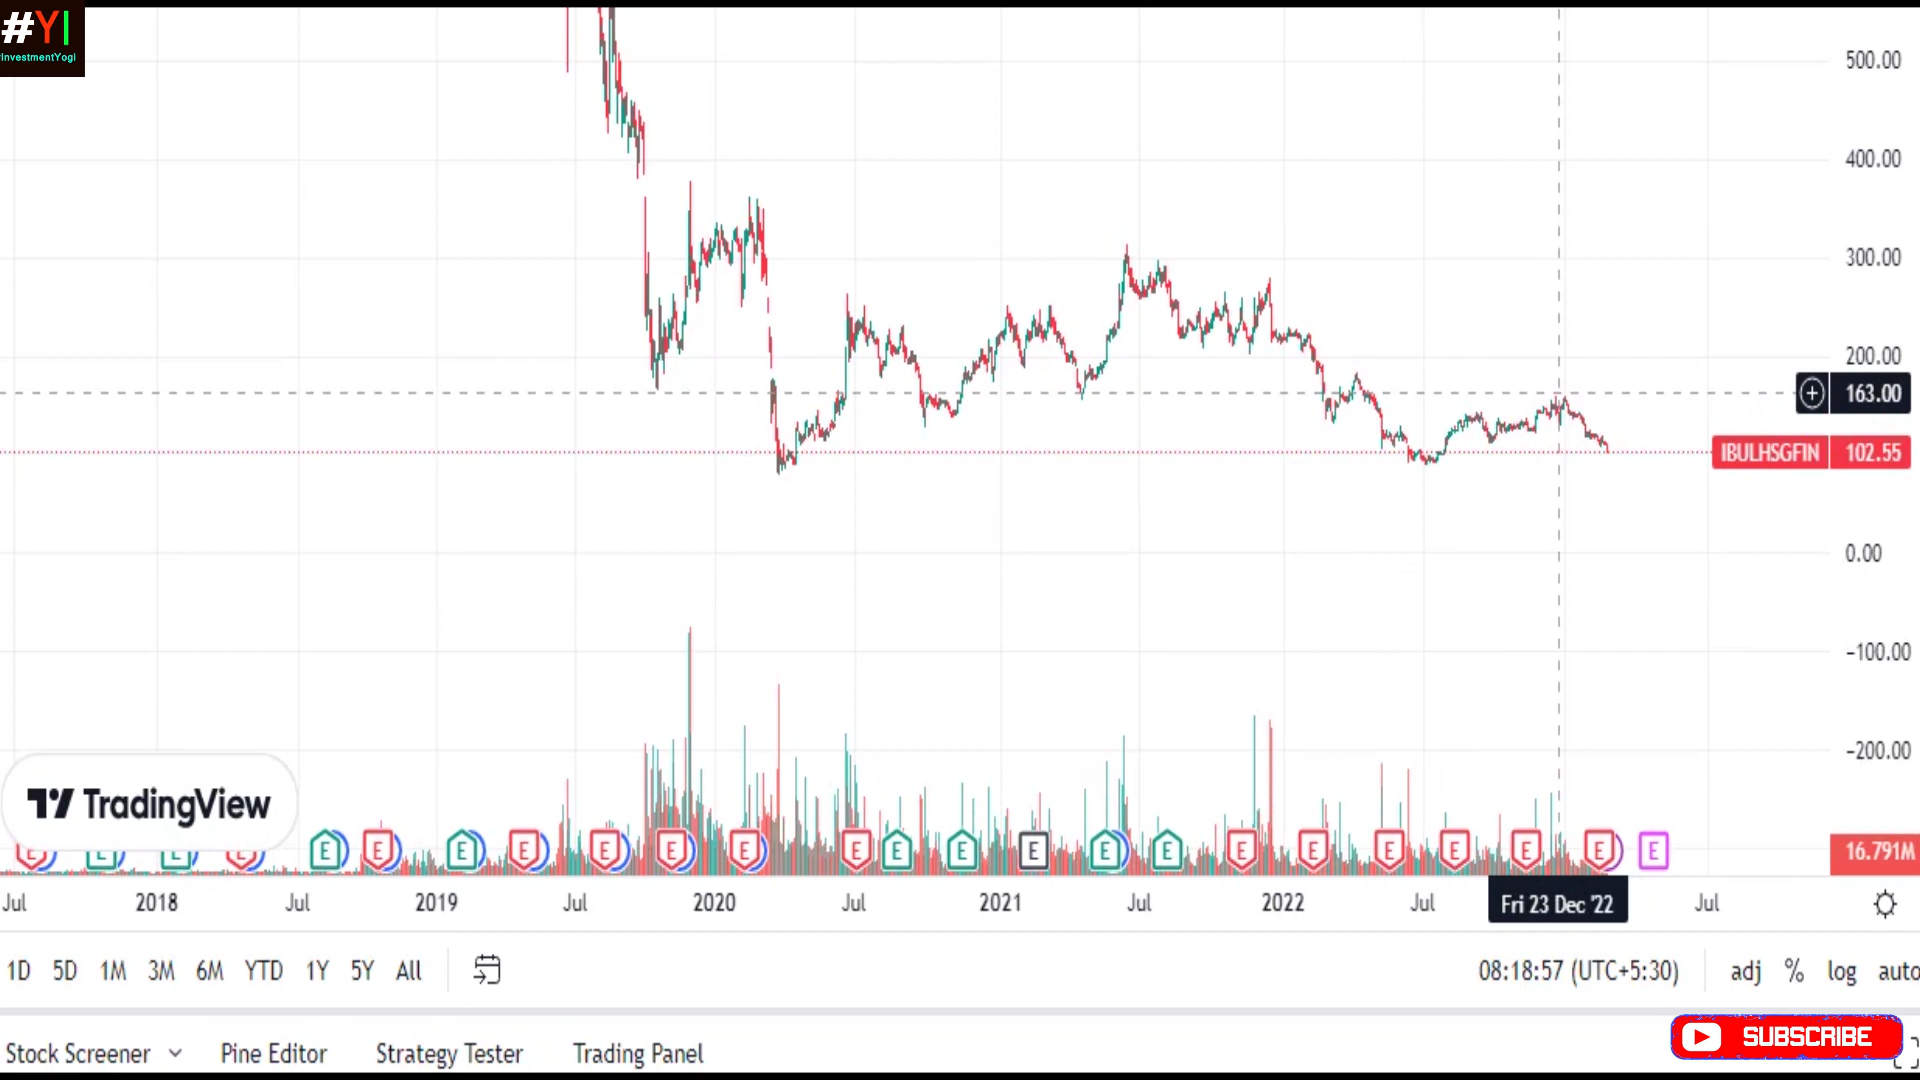 #YI
InvestmentYogi
500.00
400.00
300.00
200.00
163.00
IBULHSGFIN 102.55
0.00
-100.00
-200.00
TradingView
E E E E E E E E E E E E E E E E E E E E E E E E
16.791M
Jul 2018 Jul 2019 Jul 2020 Jul 2021 Jul 2022 Jul Fri 23 Dec '22 Jul
1D 5D 1M 3M 6M YTD 1Y 5Y All 08:18:57 (UTC+5:30) adj % log auto
Stock Screener Pine Editor Strategy Tester Trading Panel SUBSCRIBE